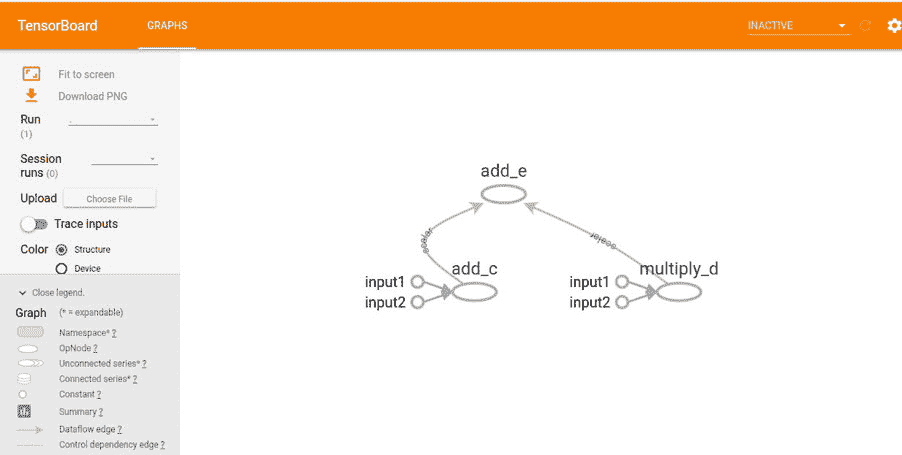 TensorBoard
GRAPHS
INACTIVE
Fit to screen
Download PNG
Run
(1)
.
Session
runs (0)
Upload
Choose File
Trace inputs
Color
Structure
Device
Close legend.
Graph
(* = expandable)
Namespace* ?
OpNode ?
Unconnected series* ?
Connected series* ?
Constant ?
Summary ?
Dataflow edge ?
Control dependency edge ?
add_e
scalar
scalar
add_c
input1
input2
multiply_d
input1
input2